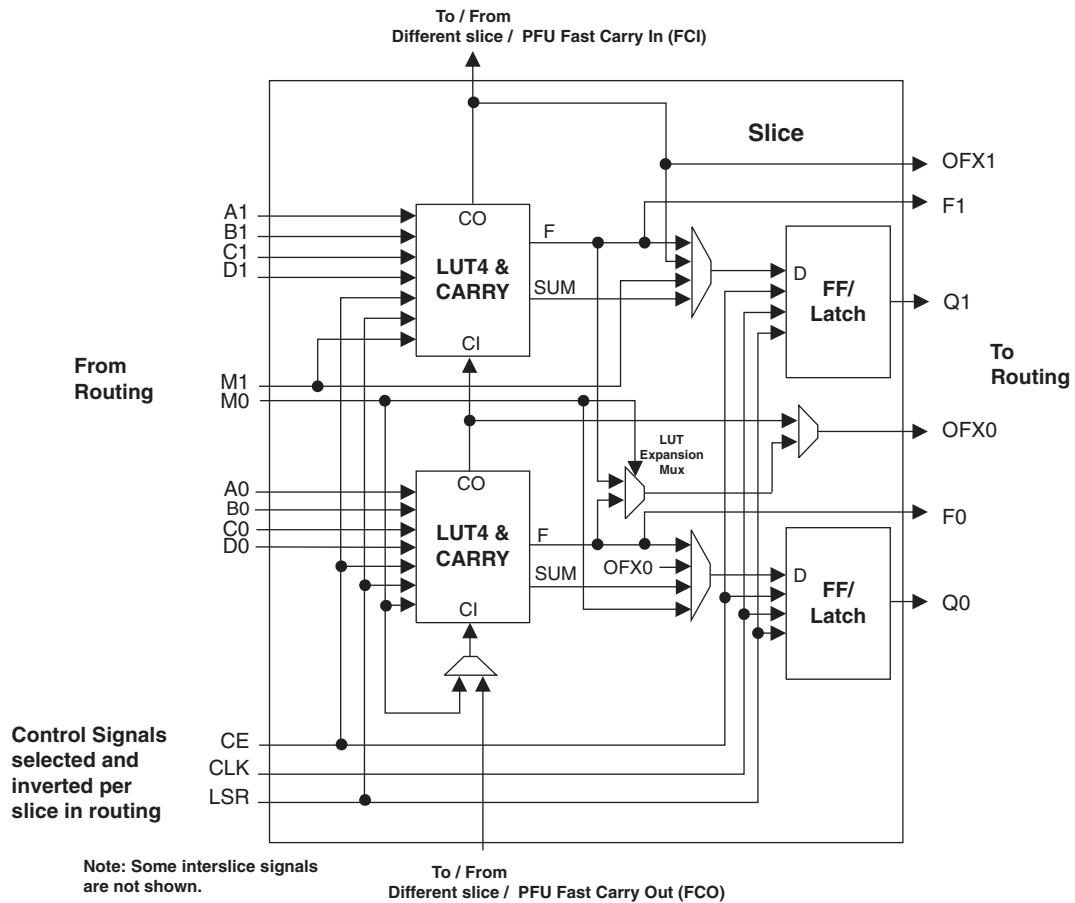 To / From
Different slice / PFU Fast Carry In (FCI)
Slice
OFX1
F1
A1
B1
C1
D1
CO
LUT4 &
CARRY
CI
F
SUM
D
FF/
Latch
Q1
From
Routing
To
Routing
M1
M0
OFX0
LUT
Expansion
Mux
A0
B0
C0
D0
CO
LUT4 &
CARRY
CI
F
OFX0
SUM
F0
D
FF/
Latch
Q0
Control Signals
selected and
inverted per
slice in routing
CE
CLK
LSR
Note: Some interslice signals
are not shown.
To / From
Different slice / PFU Fast Carry Out (FCO)